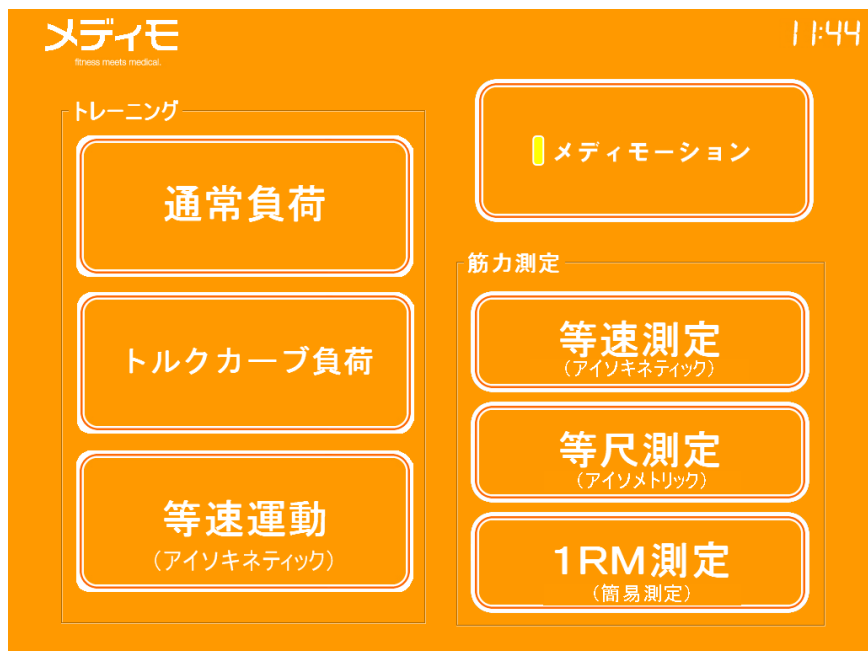 メディモ
fitness meets medical.
11:44
トレーニング
通常負荷
トルクカーブ負荷
等速運動
(アイソキネティック)
メディモーション
筋力測定
等速測定
(アイソキネティック)
等尺測定
(アイソメトリック)
1RM測定
(簡易測定)